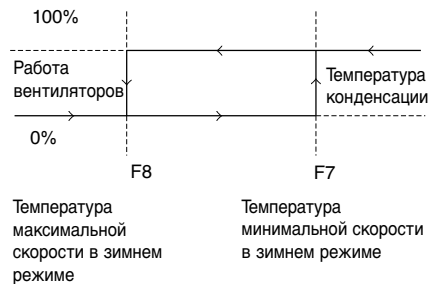 100%
Работа
вентиляторов
Температура
конденсации
0%
F8
F7
Температура
максимальной
скорости в зимнем
режиме
Температура
минимальной скорости
в зимнем режиме